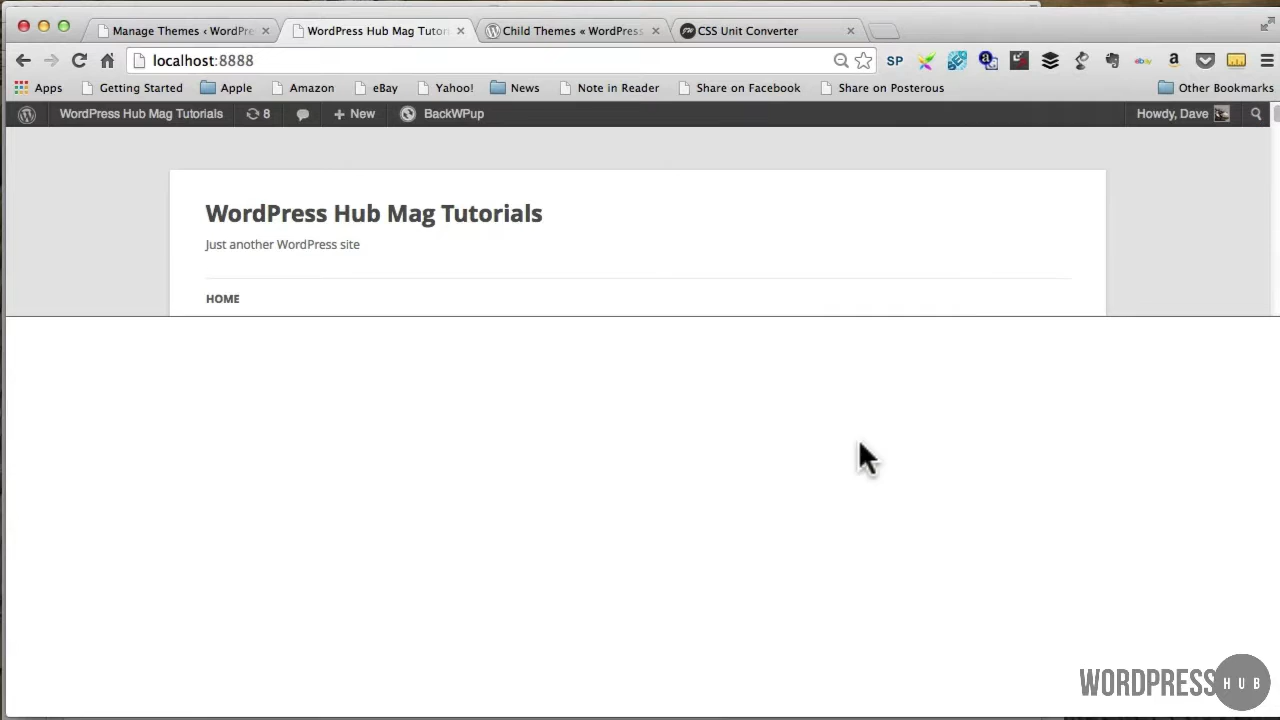 Manage Themes ‹ WordPre
WordPress Hub Mag Tutori
Child Themes « WordPress
CSS Unit Converter
localhost:8888
SP
Apps
Getting Started
Apple
Amazon
eBay
Yahoo!
News
Note in Reader
Share on Facebook
Share on Posterous
Other Bookmarks
WordPress Hub Mag Tutorials
8
New
BackWPup
Howdy, Dave
WordPress Hub Mag Tutorials
Just another WordPress site
HOME
WORDPRESS HUB